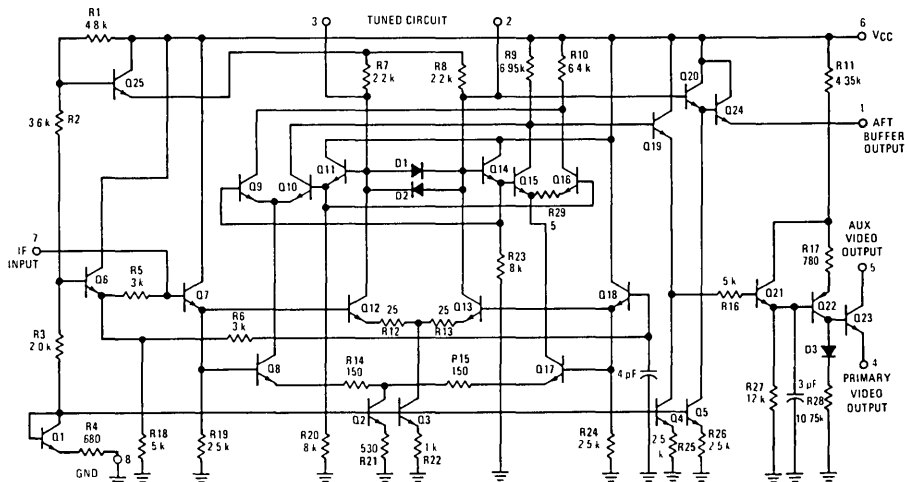 3 TUNED CIRCUIT 2
6
VCC
R1
4.8 k
Q25
R7
2.2 k
R8
2.2 k
R9
6.95k
R10
6.4 k
Q20
Q24
R11
4.35k
1
AFT
BUFFER
OUTPUT
3.6 k R2
Q19
Q9 Q10 Q11
D1
D2
Q14
Q15
Q16
R29
5
7
IF
INPUT
Q6
R5
3 k
Q7
R23
8 k
R17
780
AUX
VIDEO
OUTPUT
5
R6
3 k
Q12
25
R12
25
R13
Q13
Q18
5 k
R16
Q21
Q22
Q23
R3
2.0 k
Q8
R14
150
P15
150
Q17
4 pF
D3
4
PRIMARY
VIDEO
OUTPUT
Q1
R4
680
8
GND
R18
5 k
R19
2.5 k
R20
8 k
Q2
Q3
530
R21
1 k
R22
R24
2.5 k
Q4
Q5
2.5
k
R25
R26
2.5 k
R27
12 k
3 pF
R28
10.75k